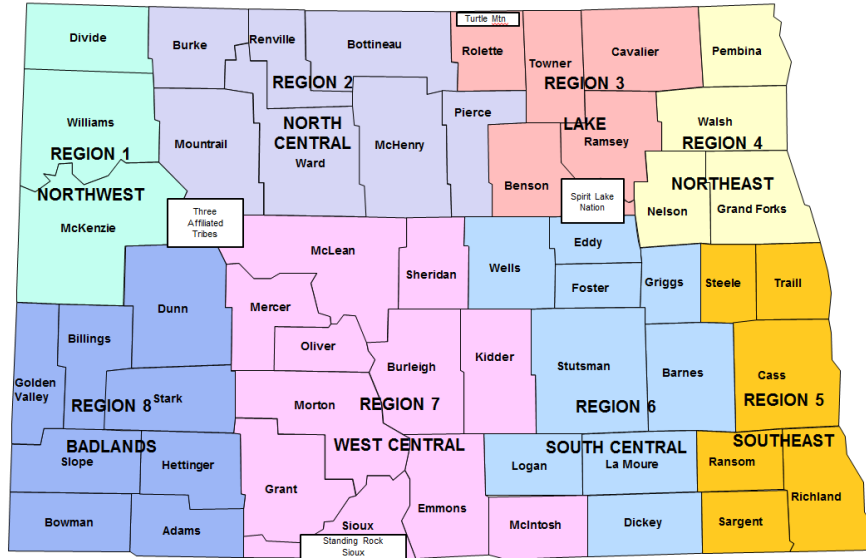 Turtle Mtn
Divide
Burke
Renville
Bottineau
Rolette
Towner
Cavalier
Pembina
REGION 2
REGION 3
Williams
Mountrail
NORTH
CENTRAL
Ward
McHenry
Pierce
LAKE
Ramsey
Walsh
REGION 4
REGION 1
NORTHWEST
McKenzie
Benson
NORTHEAST
Nelson
Grand Forks
Three
Affiliated
Tribes
Spirit Lake
Nation
McLean
Sheridan
Wells
Eddy
Foster
Griggs
Steele
Traill
Dunn
Mercer
Oliver
Billings
Golden
Valley
Stark
REGION 8
BADLANDS
Morton
Burleigh
Kidder
REGION 7
WEST CENTRAL
Stutsman
Barnes
REGION 6
SOUTH CENTRAL
Cass
REGION 5
SOUTHEAST
Slope
Hettinger
Grant
Emmons
Logan
La Moure
Ransom
Richland
Bowman
Adams
Sioux
Standing Rock
Sioux
McIntosh
Dickey
Sargent